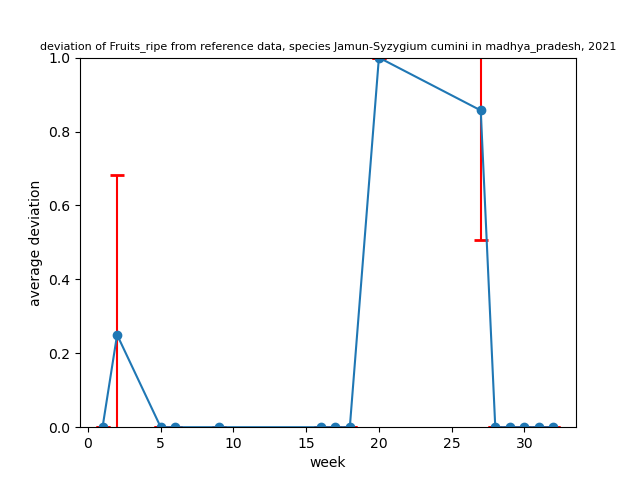 deviation of Fruits_ripe from reference data, species Jamun-Syzygium cumini in madhya_pradesh, 2021
1.0
0.8
0.6
0.4
0.2
0.0
average deviation
0 5 10 15 20 25 30
week